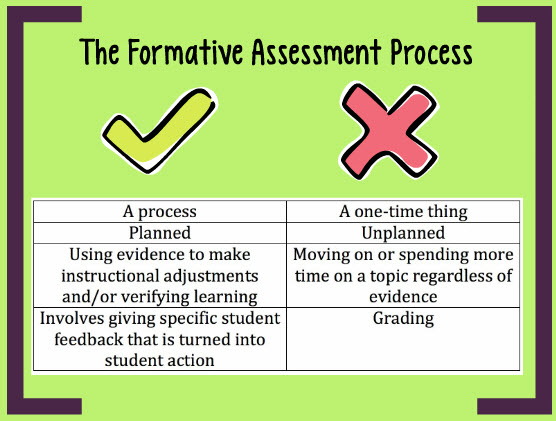 The Formative Assessment Process
A process
A one-time thing
Planned
Unplanned
Using evidence to make
instructional adjustments
and/or verifying learning
Moving on or spending more
time on a topic regardless of
evidence
Involves giving specific student
feedback that is turned into
student action
Grading